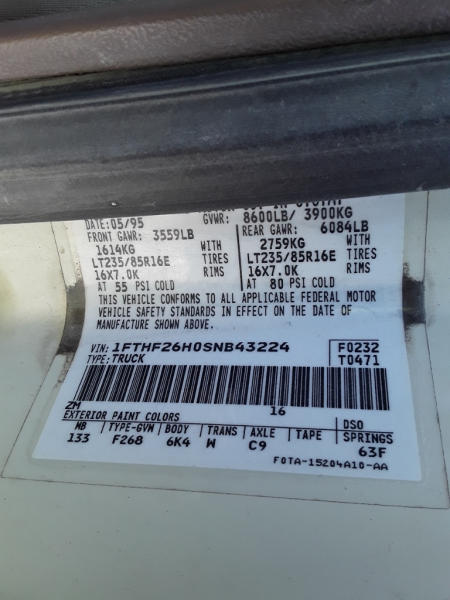 DATE: 05/95 GVWR: 8600LB/ 3900KG
FRONT GAWR: 3559LB REAR GAWR: 6084LB
1614KG WITH 2759KG WITH
LT235/85R16E TIRES LT235/85R16E TIRES
16X7.0K RIMS 16X7.0K RIMS
AT 55 PSI COLD AT 80 PSI COLD
THIS VEHICLE CONFORMS TO ALL APPLICABLE FEDERAL MOTOR
VEHICLE SAFETY STANDARDS IN EFFECT ON THE DATE OF
MANUFACTURE SHOWN ABOVE.
VIN: 1FTHF26H0SNB43224 F0232
TYPE: TRUCK T0471
ZM 16
EXTERIOR PAINT COLORS DSO
WB TYPE-GVW BODY TRANS AXLE TAPE SPRINGS
133 F268 6K4 W C9 63F
F0TA-15204A10-AA